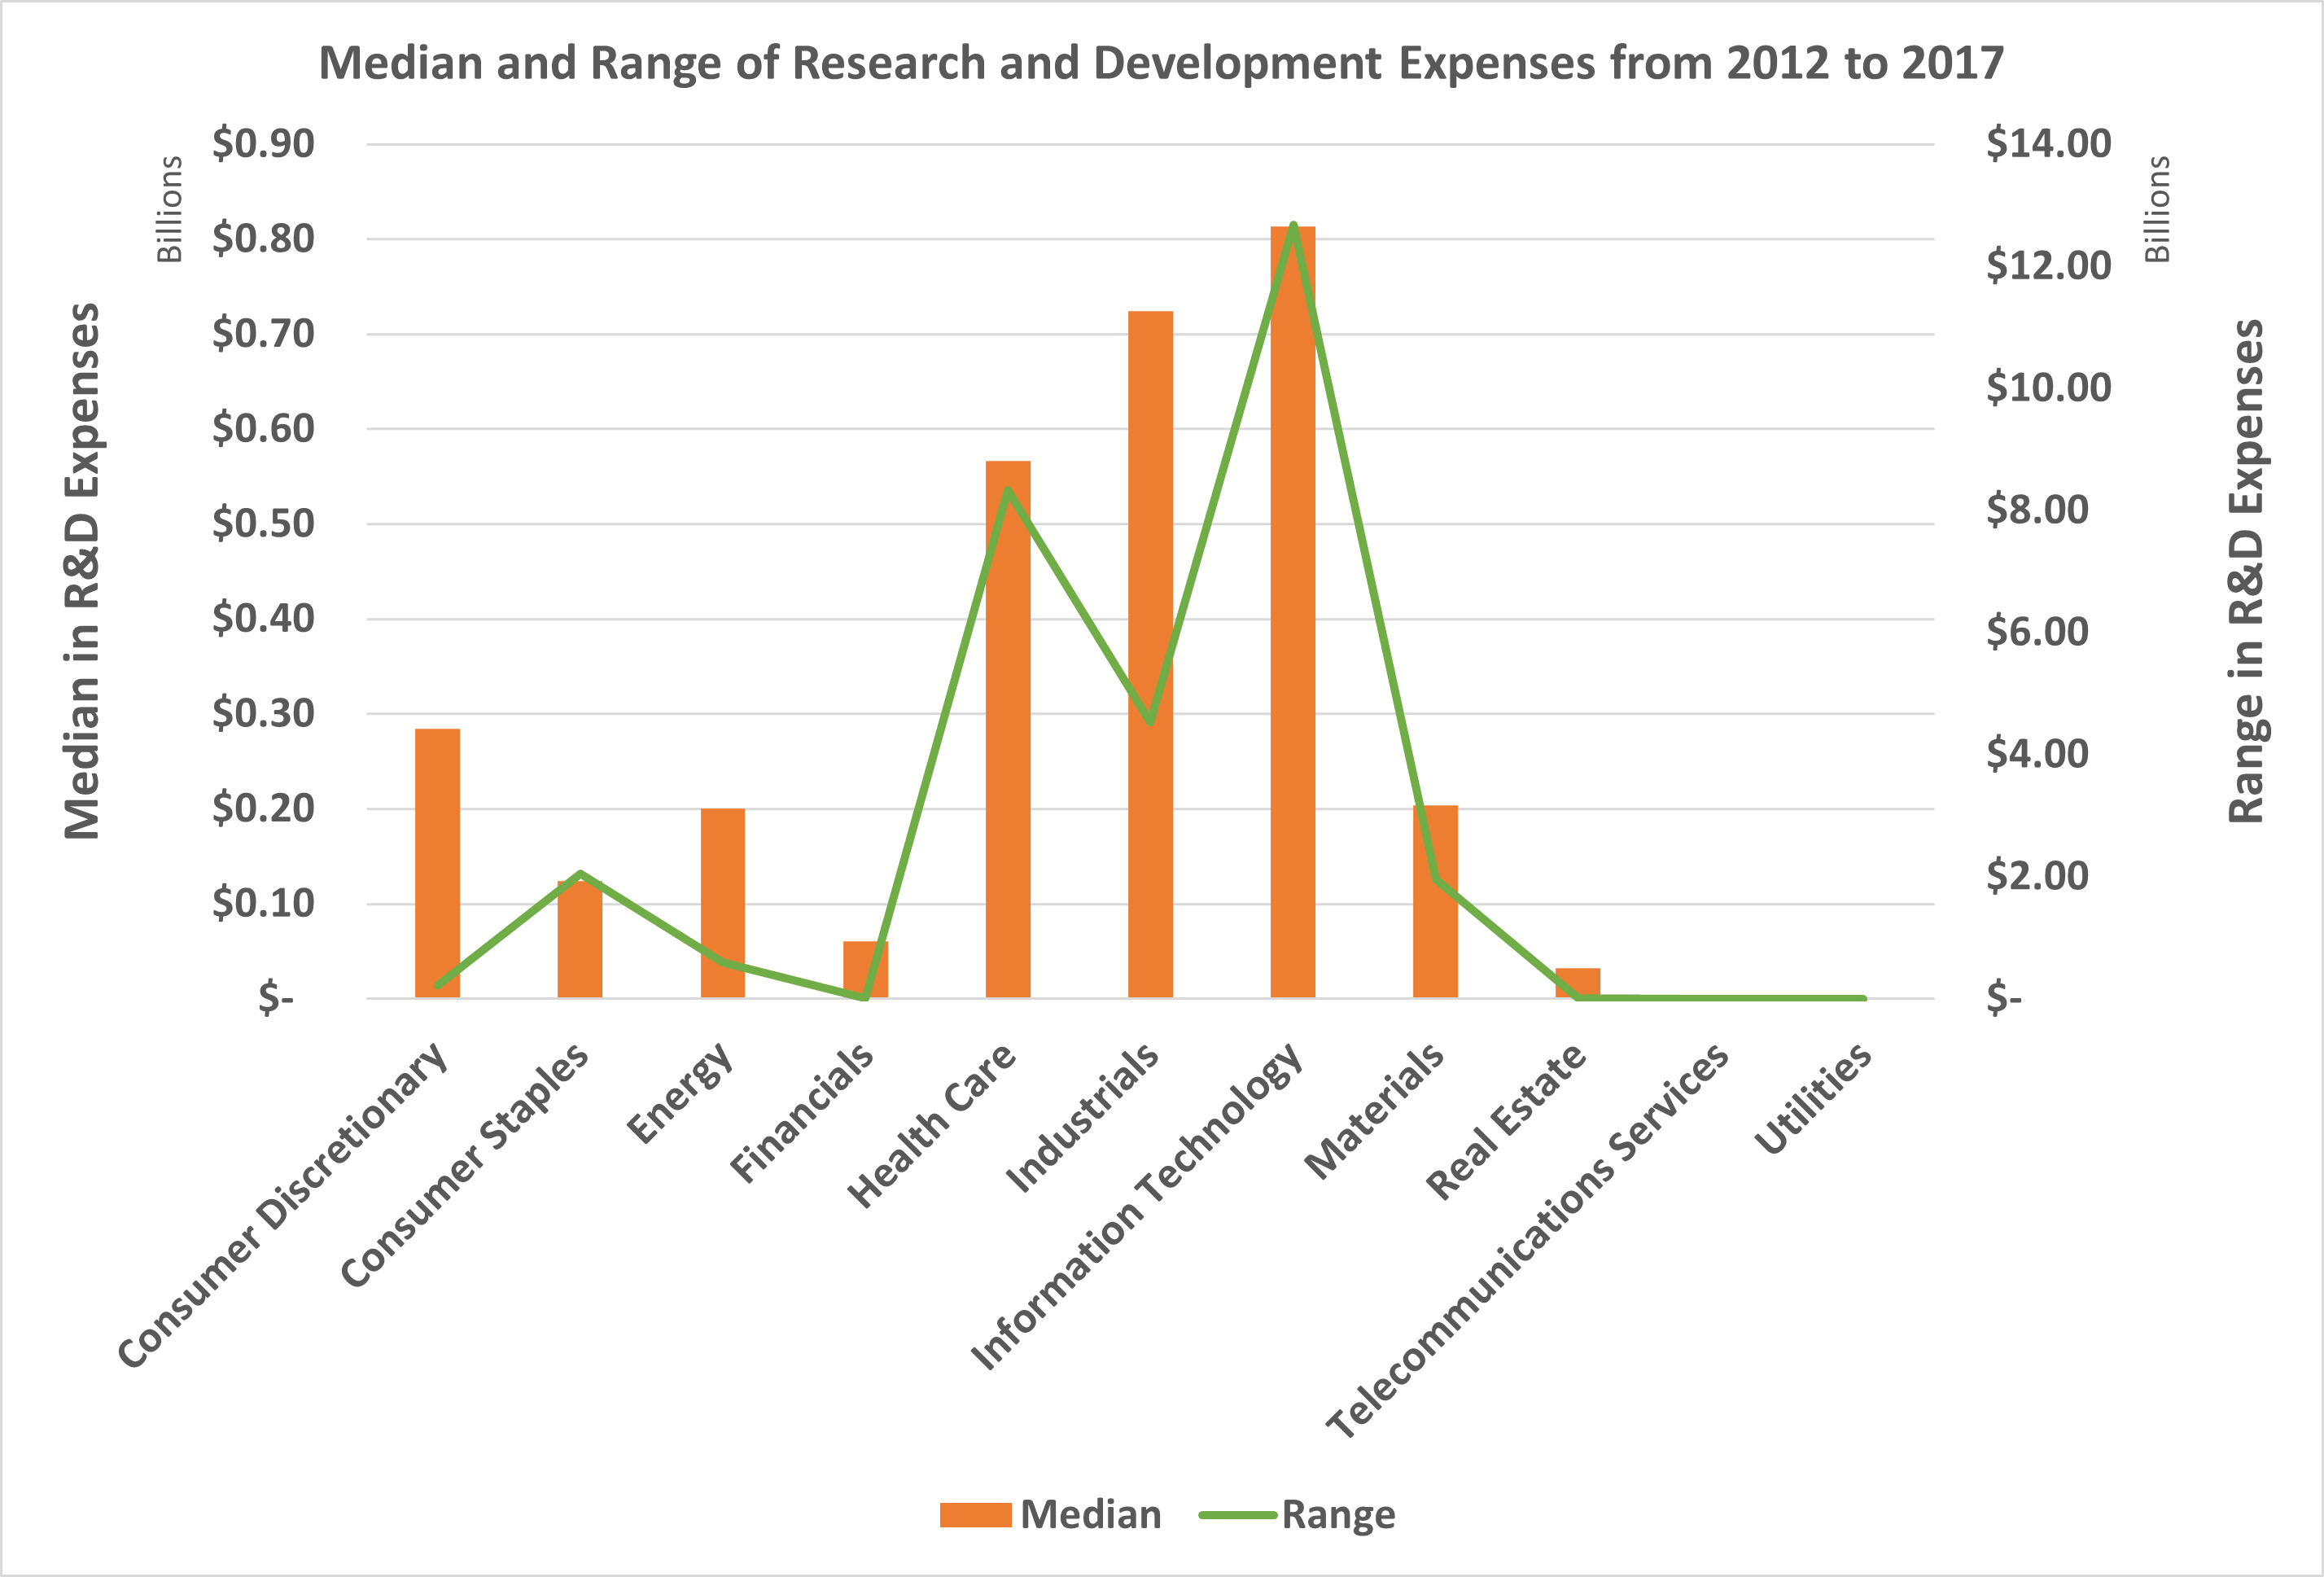 Median and Range of Research and Development Expenses from 2012 to 2017
Billions
Median in R&D Expenses
$0.90
$0.80
$0.70
$0.60
$0.50
$0.40
$0.30
$0.20
$0.10
$-
$14.00
$12.00
$10.00
$8.00
$6.00
$4.00
$2.00
$-
Billions
Range in R&D Expenses
Consumer Discretionary
Consumer Staples
Energy
Financials
Health Care
Industrials
Information Technology
Materials
Real Estate
Telecommunications Services
Utilities
Median
Range